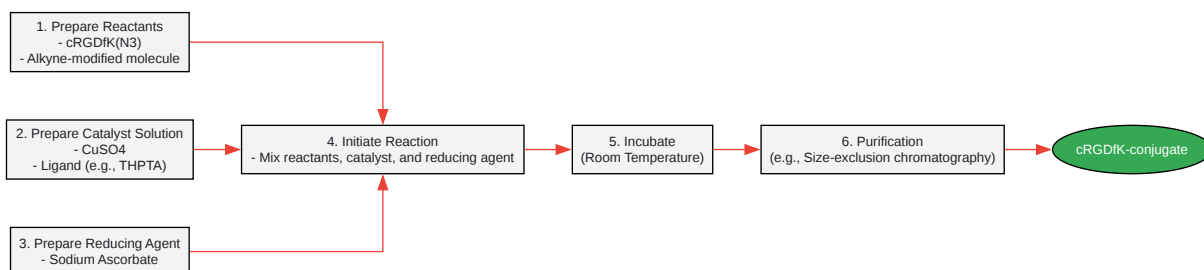 1. Prepare Reactants
- cRGDfK(N3)
- Alkyne-modified molecule
2. Prepare Catalyst Solution
- CuSO4
- Ligand (e.g., THPTA)
3. Prepare Reducing Agent
- Sodium Ascorbate
4. Initiate Reaction
- Mix reactants, catalyst, and reducing agent
5. Incubate
(Room Temperature)
6. Purification
(e.g., Size-exclusion chromatography)
cRGDfK-conjugate